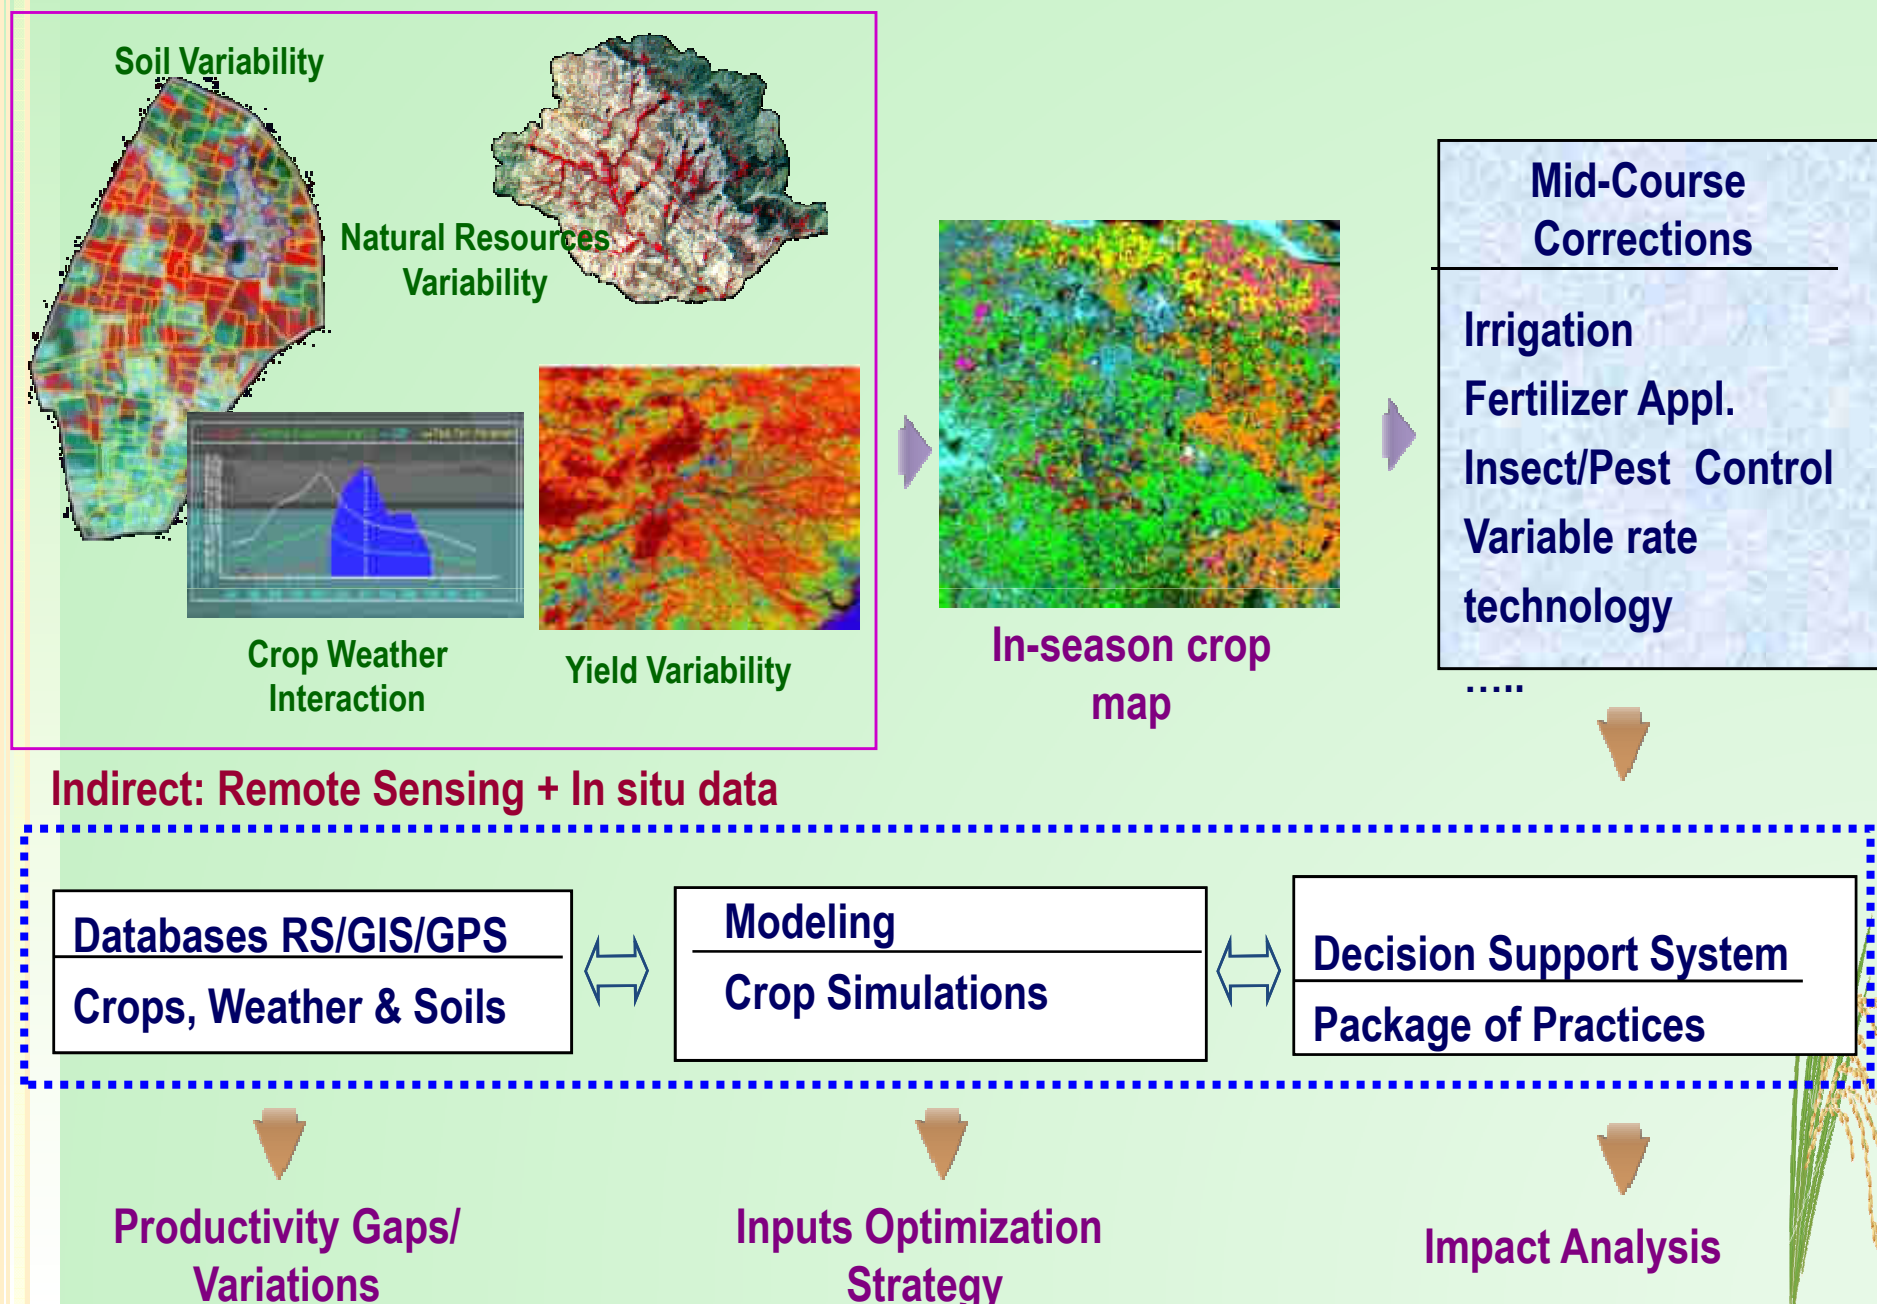 Soil Variability
Natural Resources
Variability
Crop Weather
Interaction
Yield Variability
In-season crop
map
Mid-Course
Corrections
Irrigation
Fertilizer Appl.
Insect/Pest Control
Variable rate
technology
.....
Indirect: Remote Sensing + In situ data
Databases RS/GIS/GPS
Crops, Weather & Soils
Modeling
Crop Simulations
Decision Support System
Package of Practices
Productivity Gaps/
Variations
Inputs Optimization
Strategy
Impact Analysis